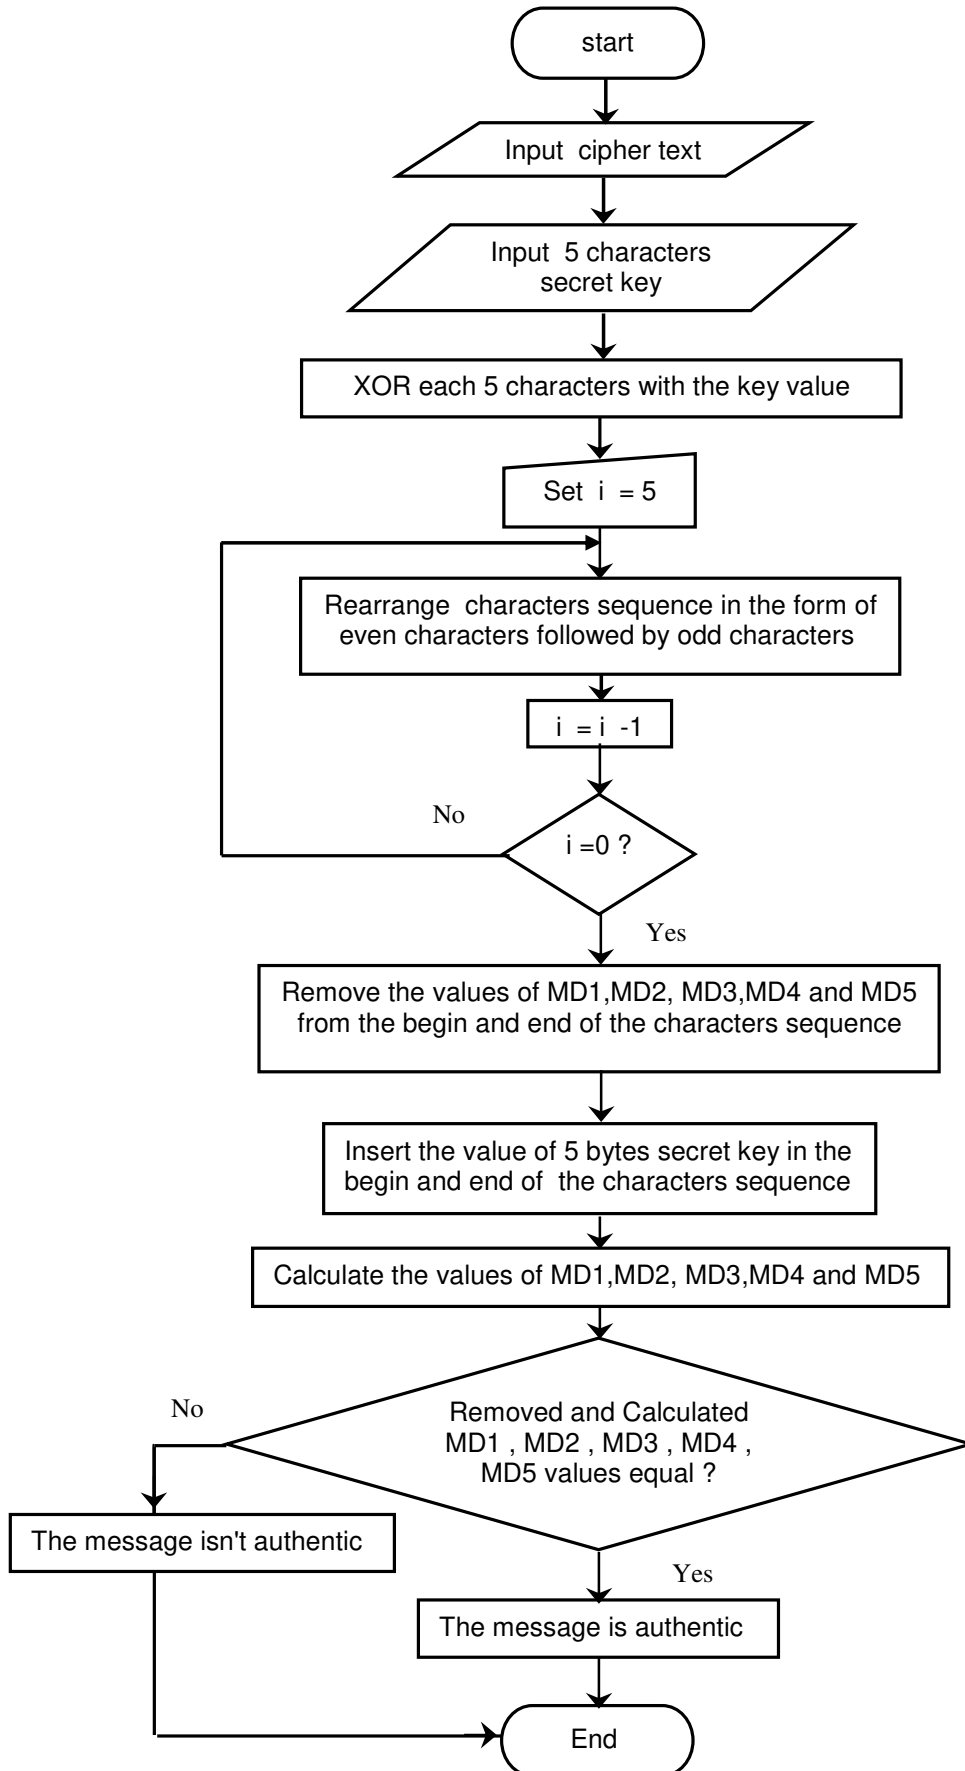 start
Input cipher text
Input 5 characters
secret key
XOR each 5 characters with the key value
Set i = 5
Rearrange characters sequence in the form of
even characters followed by odd characters
i = i -1
No
i =0 ?
Yes
Remove the values of MD1,MD2, MD3,MD4 and MD5
from the begin and end of the characters sequence
Insert the value of 5 bytes secret key in the
begin and end of the characters sequence
Calculate the values of MD1,MD2, MD3,MD4 and MD5
No
Removed and Calculated
MD1 , MD2 , MD3 , MD4 ,
MD5 values equal ?
The message isn't authentic
Yes
The message is authentic
End